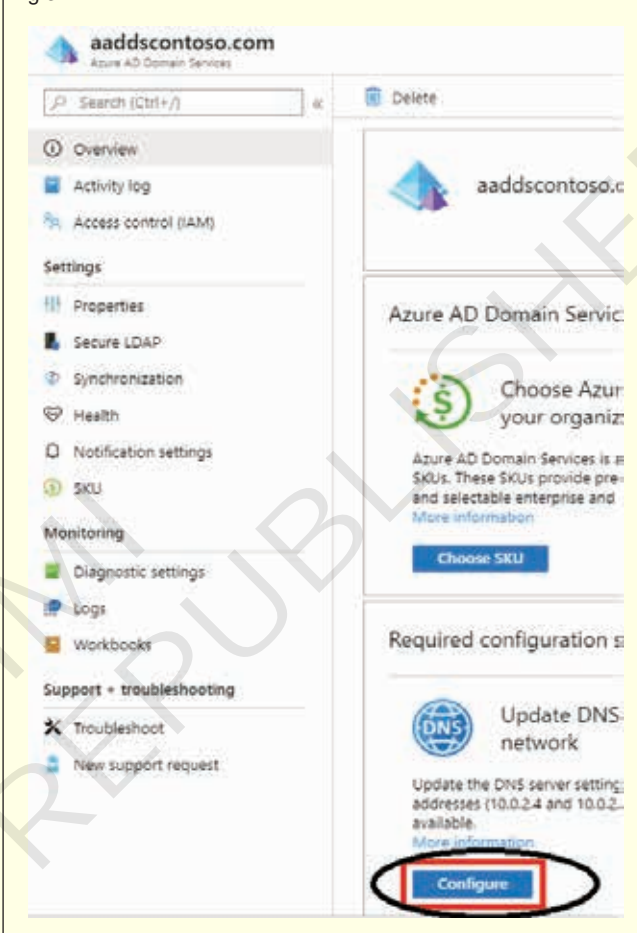 aaddscontoso.com
Azure AD Domain Services
Search (Ctrl+/)
«
Delete
Overview
Activity log
Access control (IAM)
Settings
Properties
Secure LDAP
Synchronization
Health
Notification settings
SKU
Monitoring
Diagnostic settings
Logs
Workbooks
Support + troubleshooting
Troubleshoot
New support request
aaddscontoso.c
Azure AD Domain Servic
Choose Azur
your organiz
Azure AD Domain Services is
SKUs. These SKUs provide pre-
and selectable enterprise and
More information
Choose SKU
Required configuration s
DNS
Update DNS
network
Update the DNS server setting
addresses (10.0.2.4 and 10.0.2.
available.
More information
Configure
REPUBLISHE